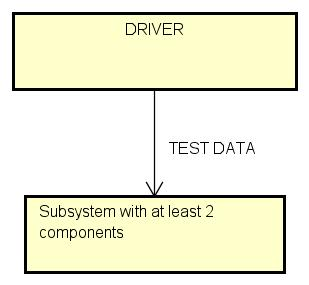 DRIVER
TEST DATA
Subsystem with at least 2
components